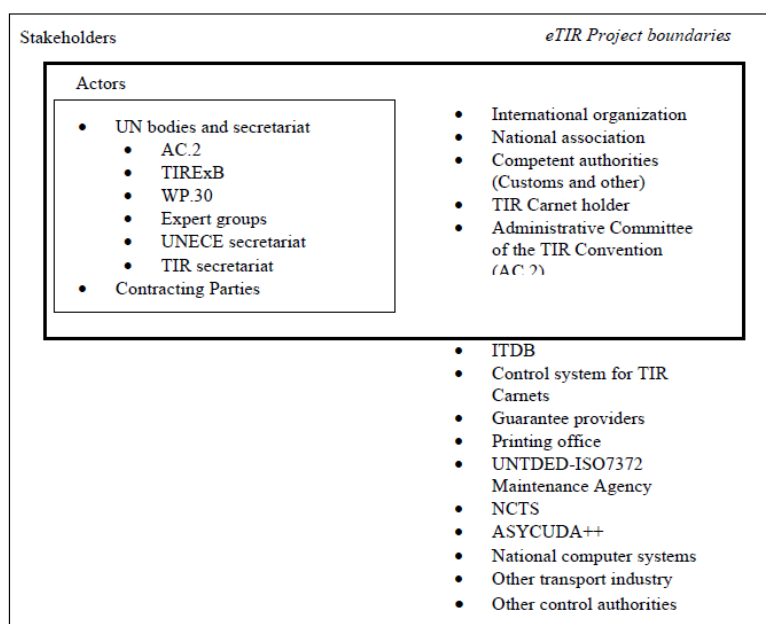 Stakeholders
eTIR Project boundaries
Actors
• UN bodies and secretariat
• AC.2
• TIRExB
• WP.30
• Expert groups
• UNECE secretariat
• TIR secretariat
• Contracting Parties
• International organization
• National association
• Competent authorities
(Customs and other)
• TIR Carnet holder
• Administrative Committee
of the TIR Convention
(AC.2)
• ITDB
• Control system for TIR
Carnets
• Guarantee providers
• Printing office
• UNTDED-ISO7372
Maintenance Agency
• NCTS
• ASYCUDA++
• National computer systems
• Other transport industry
• Other control authorities